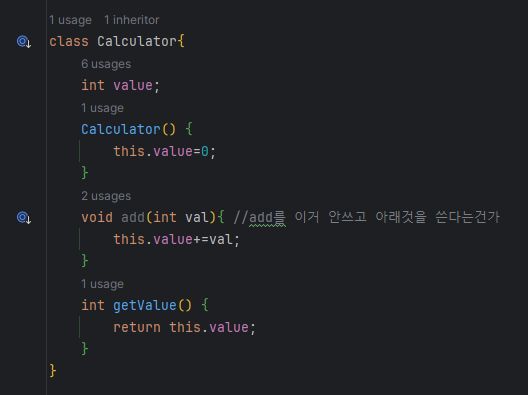 1 usage 1 inheritor
class Calculator{
6 usages
int value;
1 usage
Calculator() {
this.value=0;
}
2 usages
void add(int val){ //add를 이거 안쓰고 아래것을 쓴다는건가
this.value+=val;
}
1 usage
int getValue() {
return this.value;
}
}